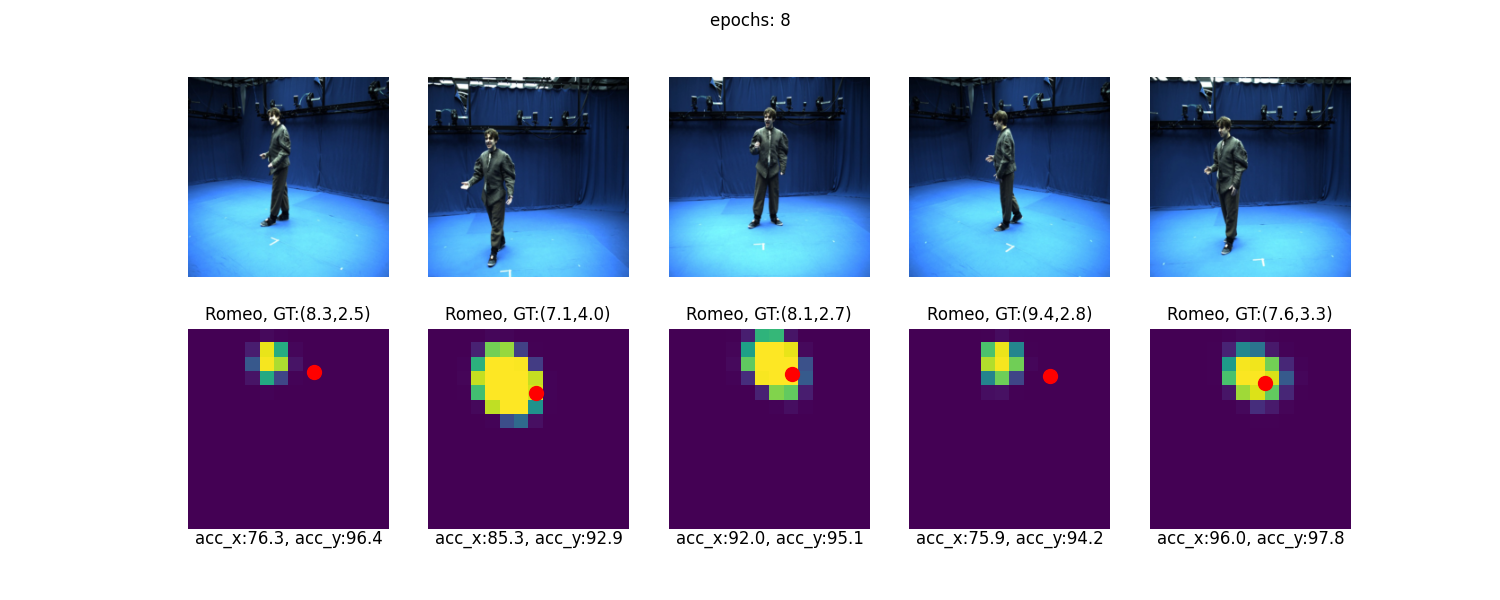 epochs: 8
Romeo, GT:(8.3,2.5)
Romeo, GT:(7.1,4.0)
Romeo, GT:(8.1,2.7)
Romeo, GT:(9.4,2.8)
Romeo, GT:(7.6,3.3)
acc_x:76.3, acc_y:96.4
acc_x:85.3, acc_y:92.9
acc_x:92.0, acc_y:95.1
acc_x:75.9, acc_y:94.2
acc_x:96.0, acc_y:97.8